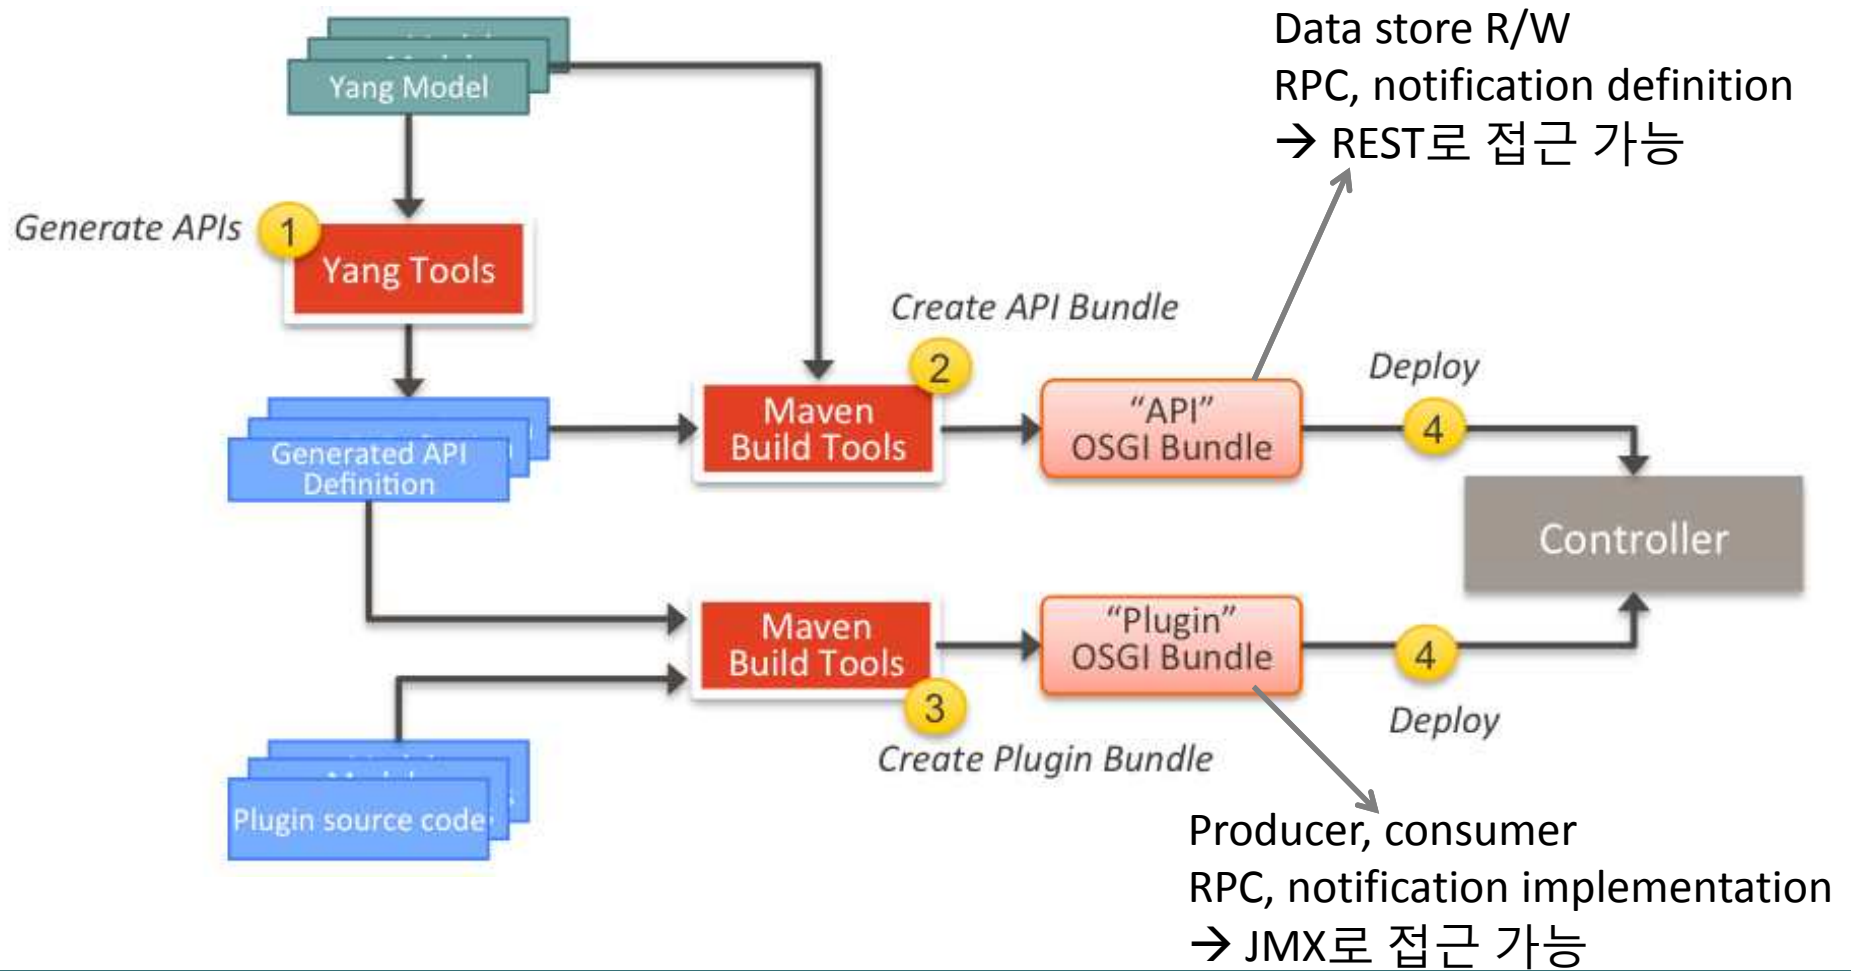 Data store R/W
RPC, notification definition
→ REST로 접근 가능
Yang Model
Generate APIs
1
Yang Tools
Create API Bundle
2
Deploy
4
Maven
Build Tools
“API”
OSGI Bundle
Generated API
Definition
Controller
Maven
Build Tools
“Plugin”
OSGI Bundle
4
Deploy
3
Create Plugin Bundle
Plugin source code
Producer, consumer
RPC, notification implementation
→ JMX로 접근 가능